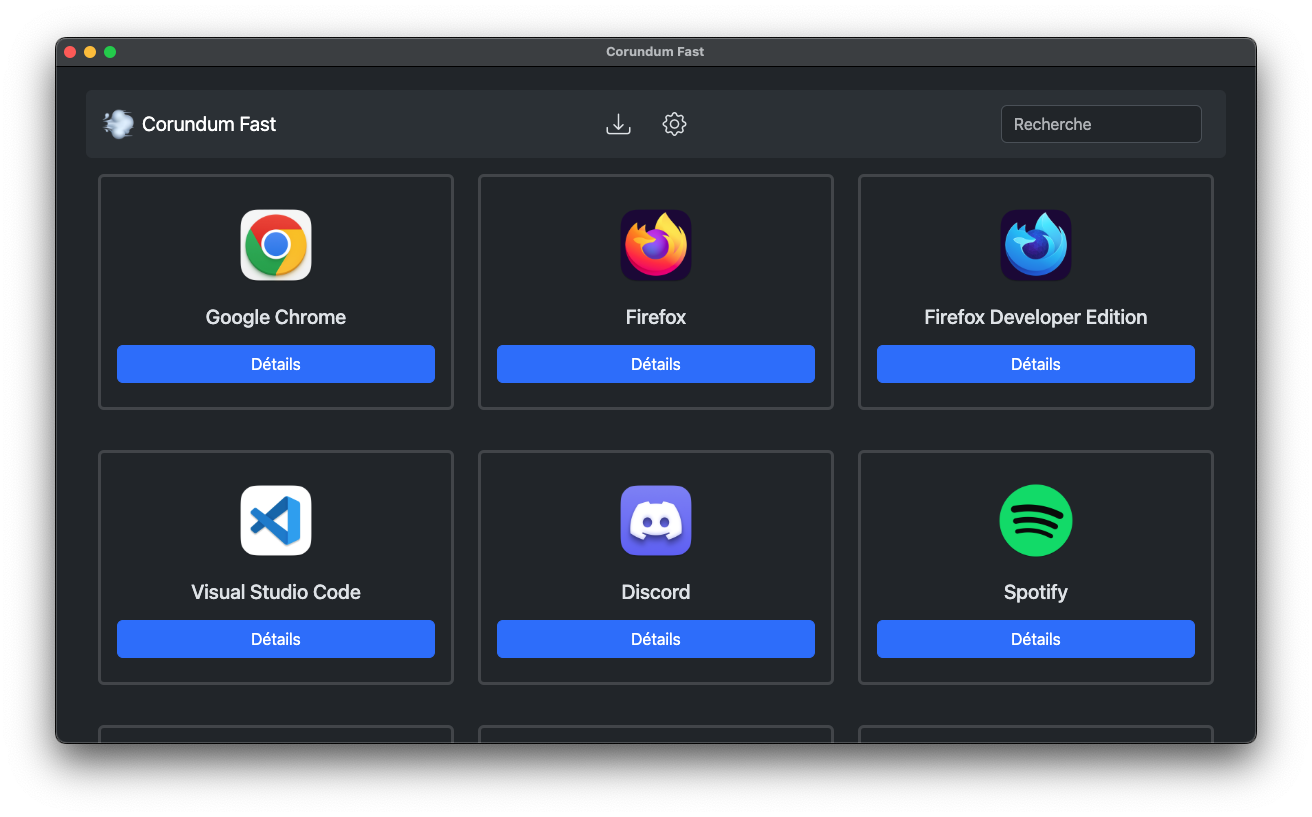 Corundum Fast
Corundum Fast
Recherche
Google Chrome
Firefox
Firefox Developer Edition
Détails
Détails
Détails
Visual Studio Code
Discord
Spotify
Détails
Détails
Détails